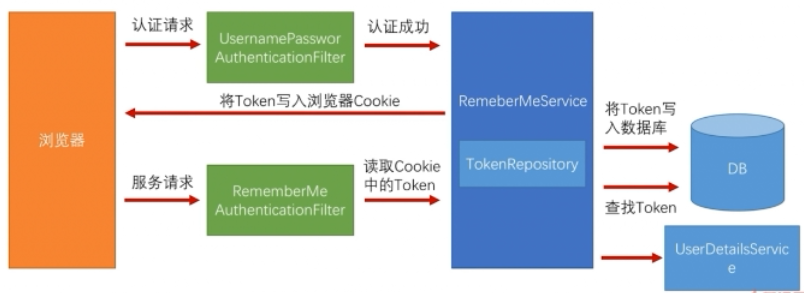 认证请求
UsernamePasswor
AuthenticationFilter
认证成功
将Token写入浏览器Cookie
浏览器
RemeberMeService
TokenRepository
将Token写
入数据库
DB
服务请求
RememberMe
AuthenticationFilter
读取Cookie
中的Token
查找Token
UserDetailsServic
e